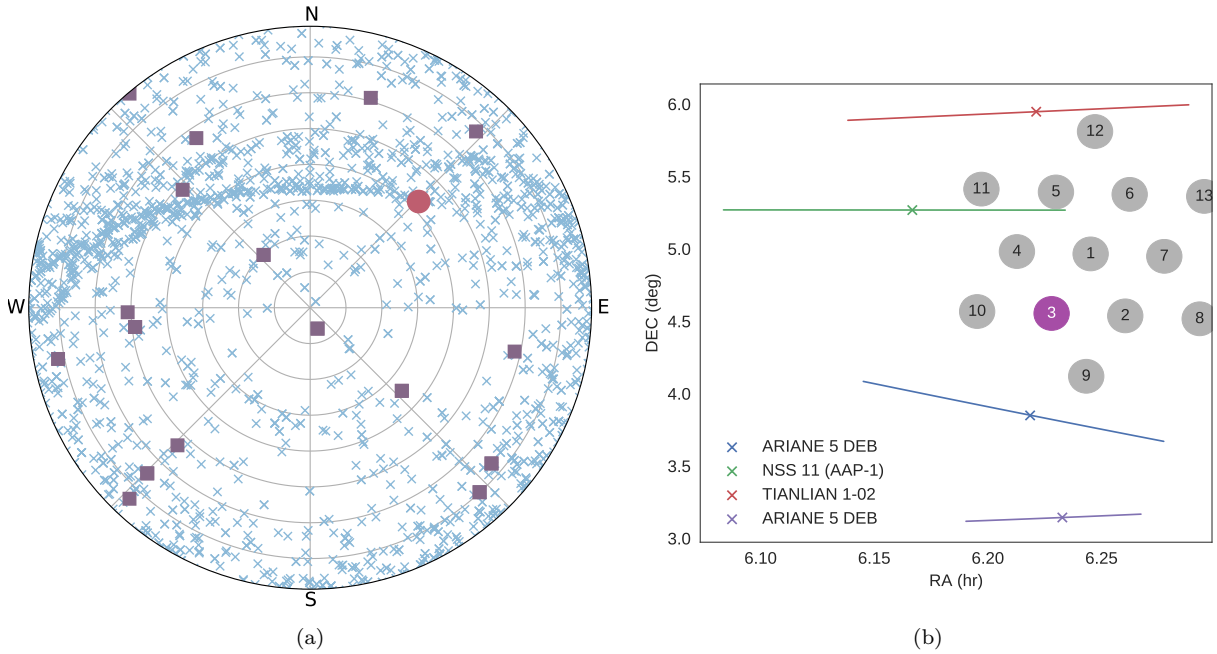 N
W
E
S
(a)
DEC (deg)
6.0
5.5
5.0
4.5
4.0
3.5
3.0
12
11
5
6
13
4
1
7
10
3
2
8
9
ARIANE 5 DEB
NSS 11 (AAP-1)
TIANLIAN 1-02
ARIANE 5 DEB
6.10 6.15 6.20 6.25
RA (hr)
(b)